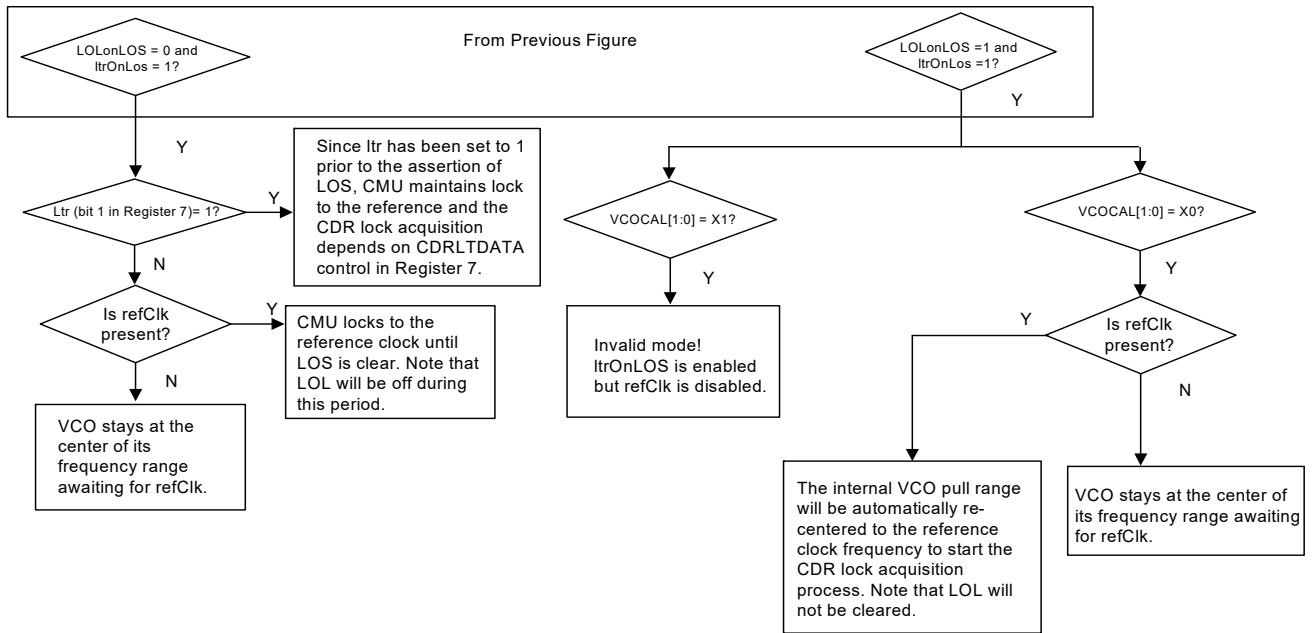 From Previous Figure
LOLonLOS = 0 and
ltrOnLos = 1?
Y
Ltr (bit 1 in Register 7)= 1?
Y
Since ltr has been set to 1
prior to the assertion of
LOS, CMU maintains lock
to the reference and the
CDR lock acquisition
depends on CDRLTDATA
control in Register 7.
N
Is refClk
present?
Y
CMU locks to the
reference clock until
LOS is clear. Note that
LOL will be off during
this period.
N
VCO stays at the
center of its
frequency range
awaiting for refClk.
LOLonLOS =1 and
ltrOnLos =1?
Y
VCOCAL[1:0] = X1?
Y
Invalid mode!
ltrOnLOS is enabled
but refClk is disabled.
VCOCAL[1:0] = X0?
Y
Is refClk
present?
Y
The internal VCO pull range
will be automatically re-
centered to the reference
clock frequency to start the
CDR lock acquisition
process. Note that LOL will
not be cleared.
N
VCO stays at the center of
its frequency range awaiting
for refClk.